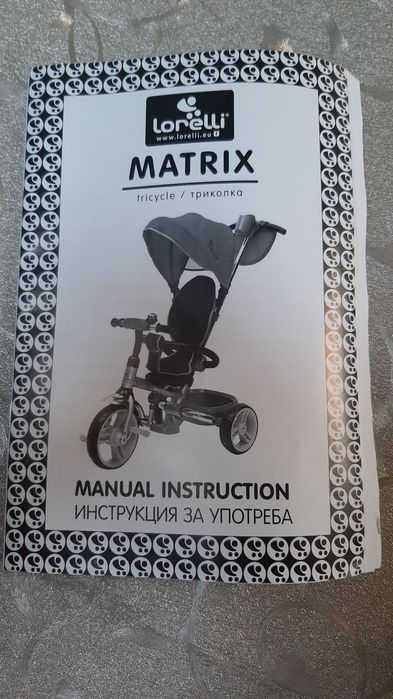 lorelli
www.lorelli.eu f
MATRIX
tricycle / триколка
MANUAL INSTRUCTION
ИНСТРУКЦИЯ ЗА УПОТРЕБА